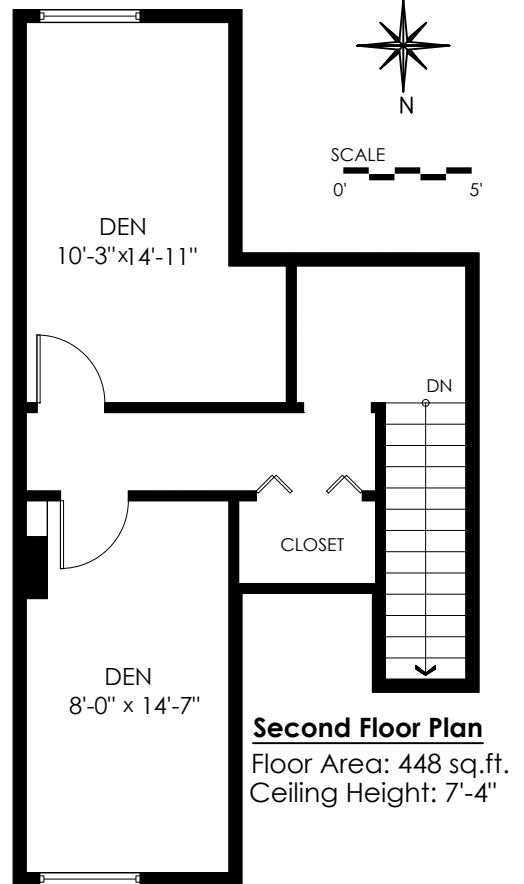 N
SCALE
0' 5'
DEN
10'-3"x14'-11"
DN
CLOSET
DEN
8'-0" x 14'-7"
Second Floor Plan
Floor Area: 448 sq.ft.
Ceiling Height: 7'-4"